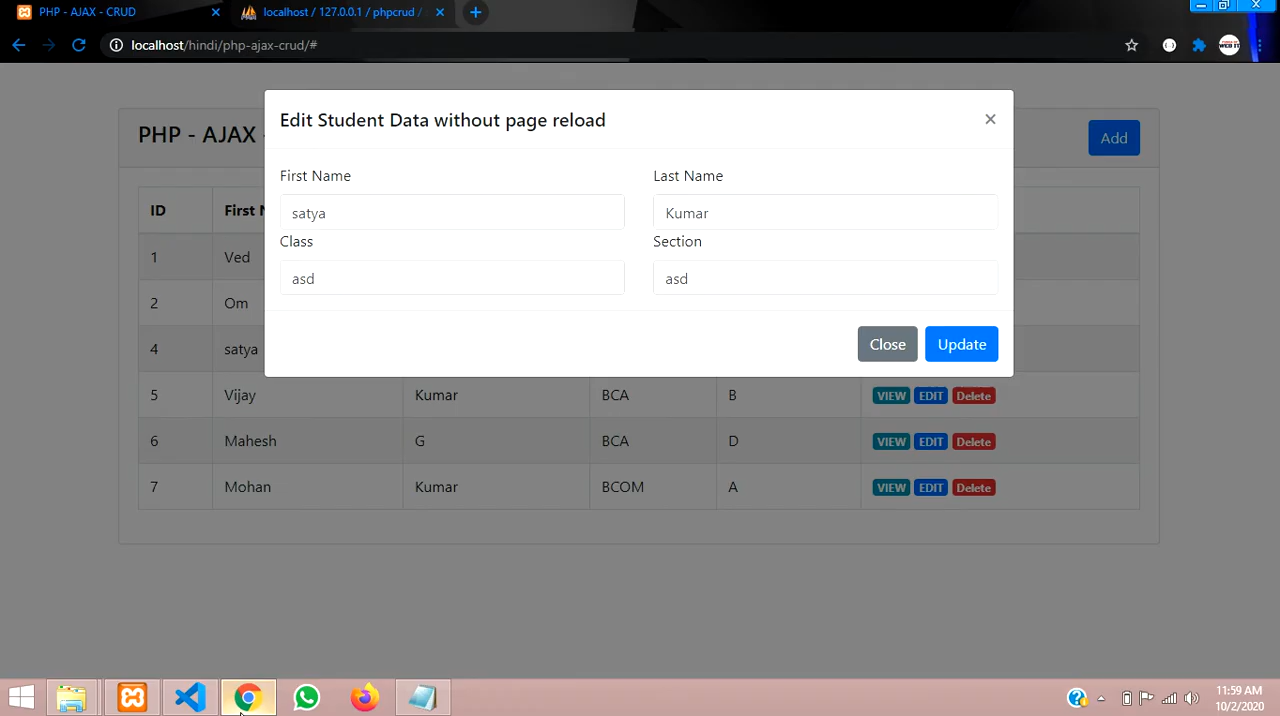 PHP - AJAX - CRUD
localhost / 127.0.0.1 / phpcrud /
localhost/hindi/php-ajax-crud/#
Edit Student Data without page reload
PHP - AJAX -
Add
First Name
Last Name
satya
Kumar
Class
Section
asd
asd
Close
Update
ID First N
1 Ved
2 Om
4 satya
5 Vijay Kumar BCA B VIEW EDIT Delete
6 Mahesh G BCA D VIEW EDIT Delete
7 Mohan Kumar BCOM A VIEW EDIT Delete
11:59 AM
10/2/2020